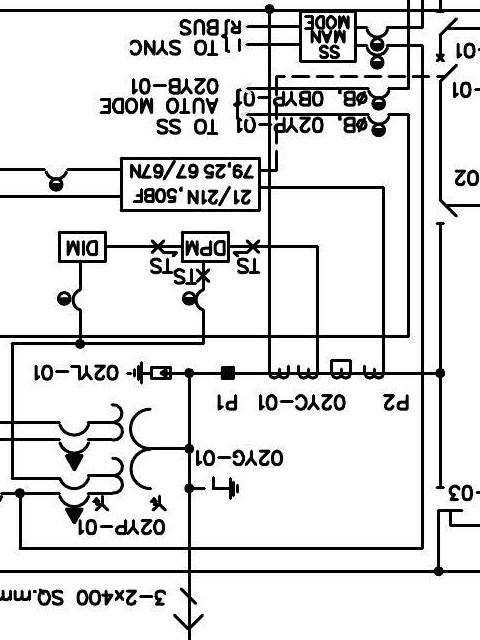 3-2x400 SQ.mm
02YP-01
-03
02YG-01
P2
02YC-01
P1
02YL-01
TS
TS
TS
DPM
DIM
02
21/21N,50BF
79,25,67/67N
ØB, 02YP-01
TO SS
AUTO MODE
02YB-01
ØB, 0BYP-01
-01
SS
MAN
MODE
TO SYNC
BUS
-01